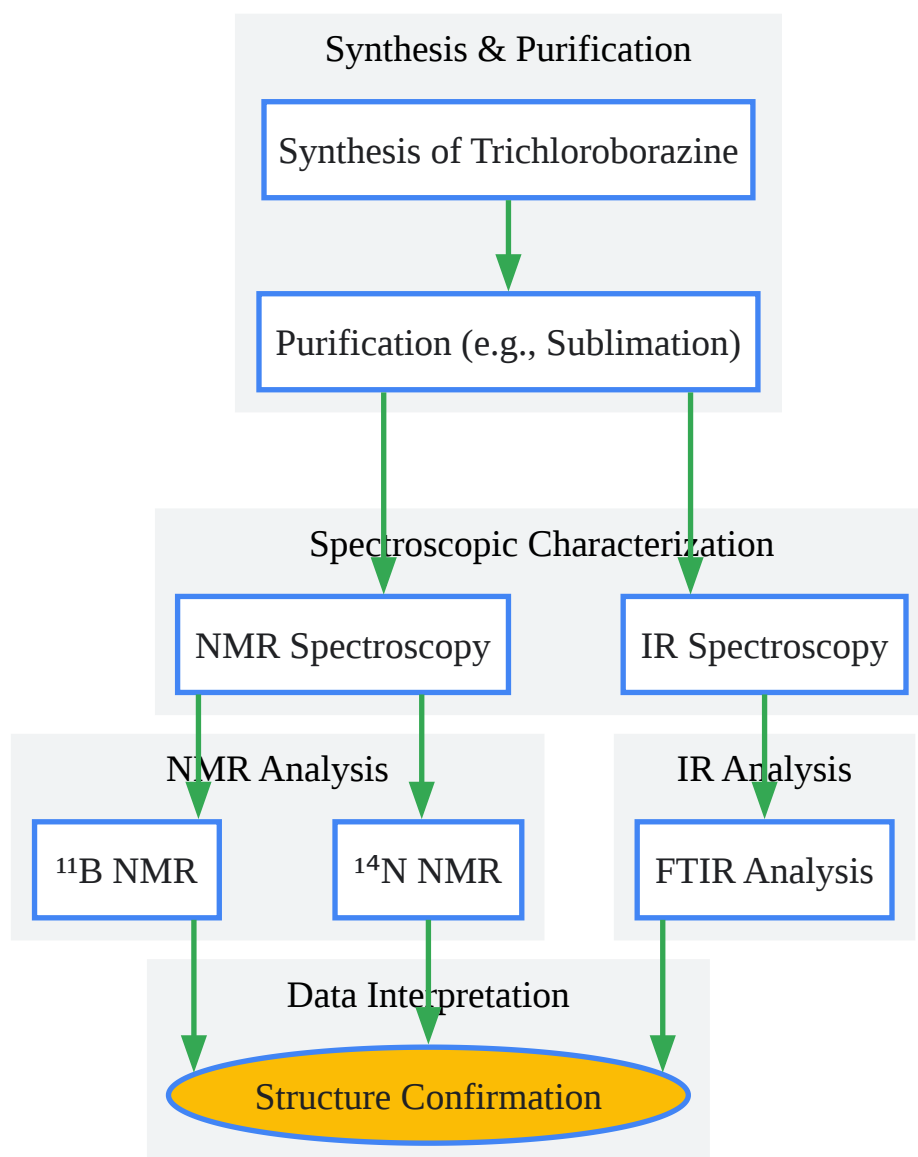 Synthesis & Purification
Synthesis of Trichloroborazine
Purification (e.g., Sublimation)
Spectroscopic Characterization
NMR Spectroscopy
IR Spectroscopy
NMR Analysis
IR Analysis
¹¹B NMR
¹⁴N NMR
FTIR Analysis
Data Interpretation
Structure Confirmation